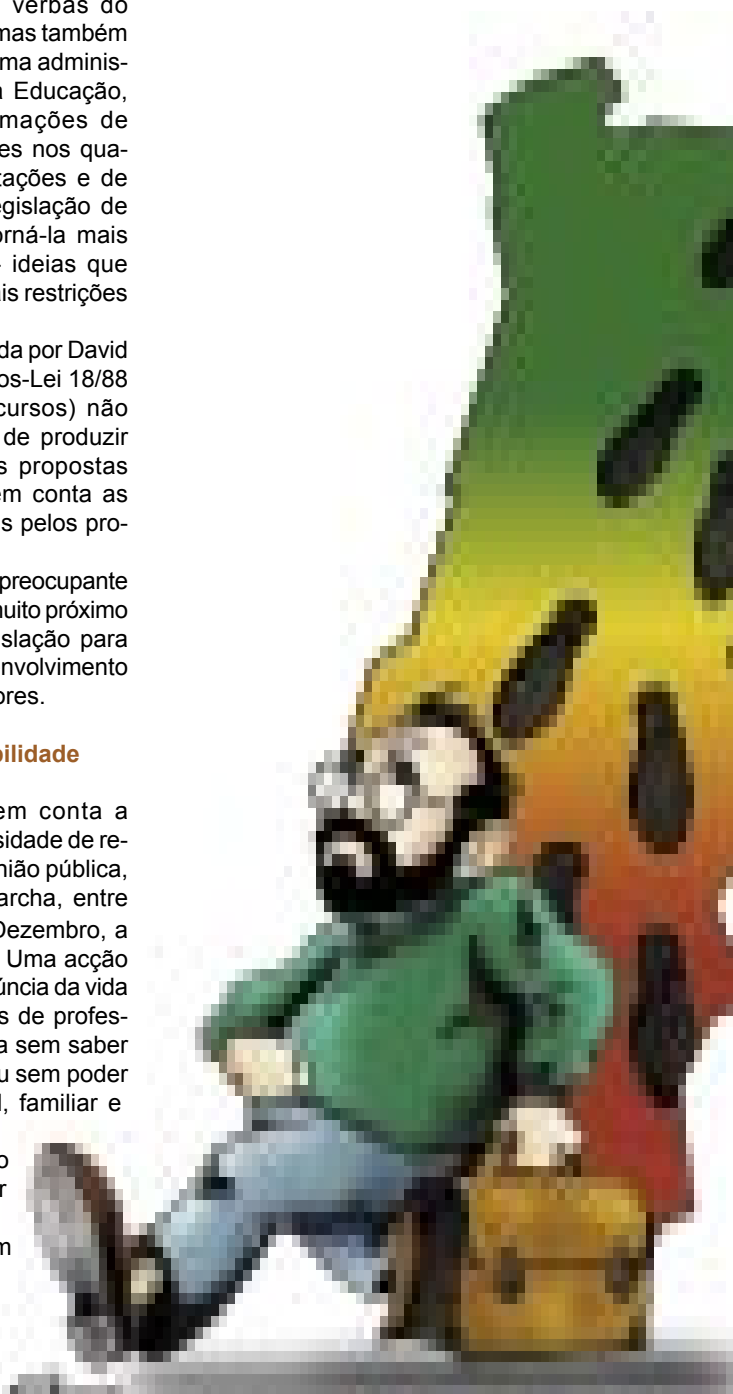 verbas do
mas também
ma adminis-
a Educação,
mações de
es nos qua-
tações e de
egislação de
orná-la mais
ideias que
is restrições
da por David
os-Lei 18/88
cursos) não
de produzir
s propostas
em conta as
s pelos pro-
preocupante
muito próximo
slação para
envolvimento
ores.
bilidade
em conta a
sidade de re-
nião pública,
archa, entre
Dezembro, a
Uma acção
úncia da vida
s de profes-
a sem saber
u sem poder
l, familiar e
o
r
m